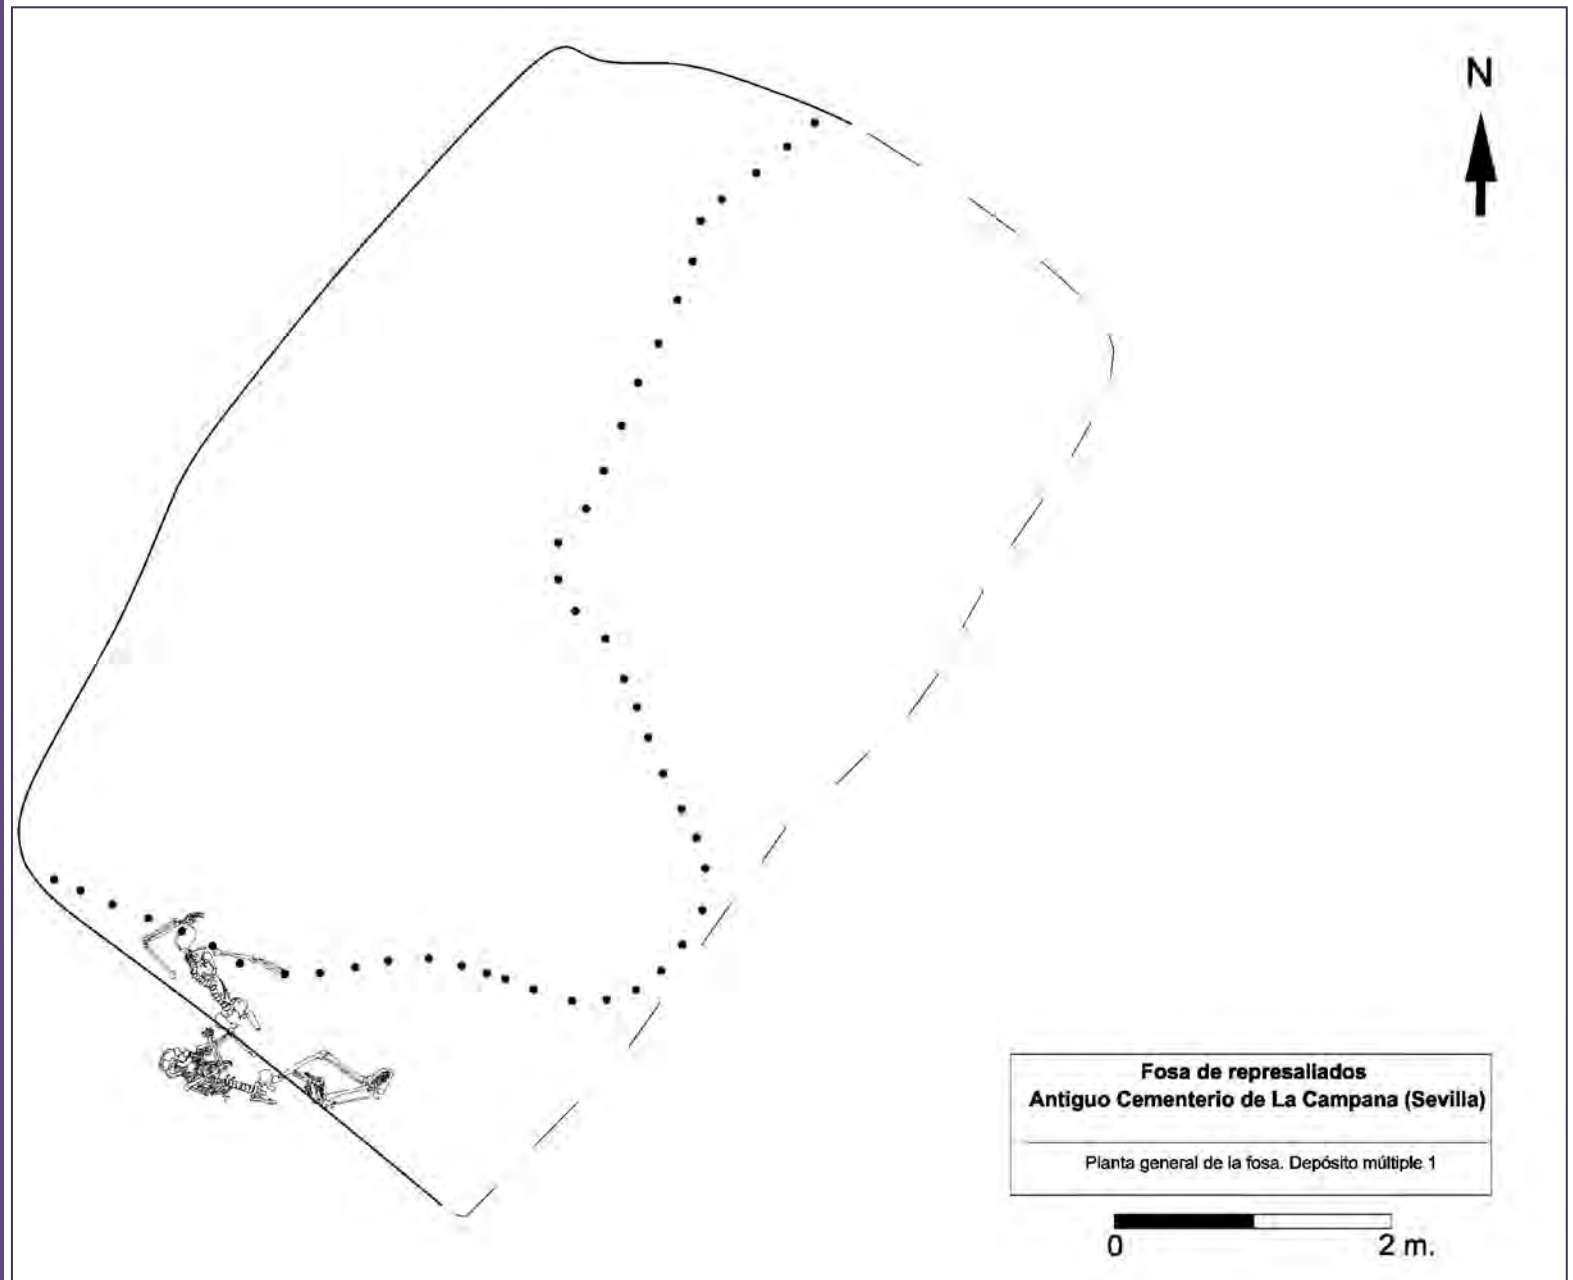 N
Fosa de represaliados
Antiguo Cementerio de La Campana (Sevilla)
Planta general de la fosa. Depósito múltiple 1
0 2 m.